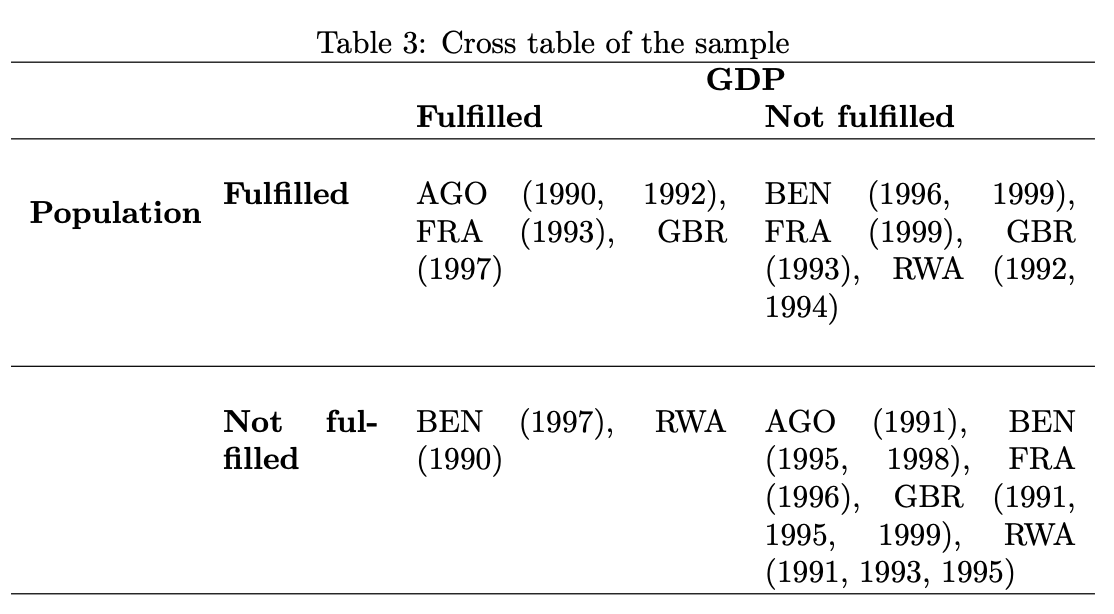 Table 3: Cross table of the sample
GDP
Fulfilled Not fulfilled
Population Fulfilled AGO (1990, 1992), BEN (1996, 1999),
FRA (1993), GBR FRA (1999), GBR
(1997) (1993), RWA (1992,
1994)
Not ful- BEN (1997), RWA AGO (1991), BEN
filled (1990) (1995, 1998), FRA
(1996), GBR (1991,
1995, 1999), RWA
(1991, 1993, 1995)